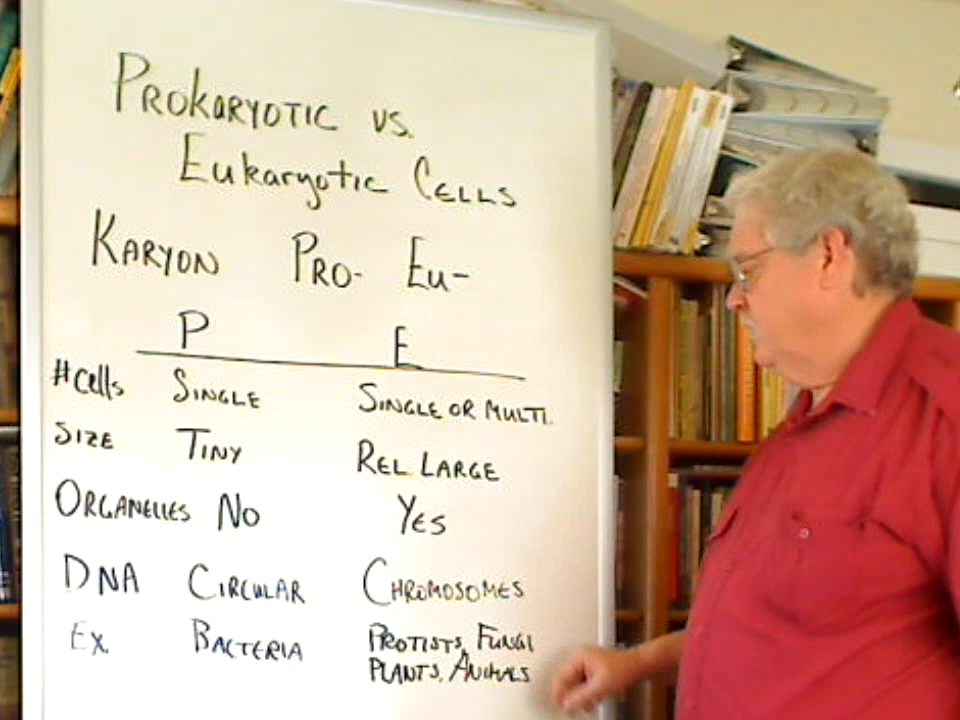 PROKARYOTIC VS.
EuKaryotic CELLS
KARYON PRO- Eu-
P E
#Cells SINGLE SINGLE OR MULTI.
SIZE TINY REL LARGE
ORGANELLES NO YES
DNA CIRCULAR CHROMOSOMES
Ex. BACTERIA PROTISTS, FUNGI
PLANTS, ANIMALS